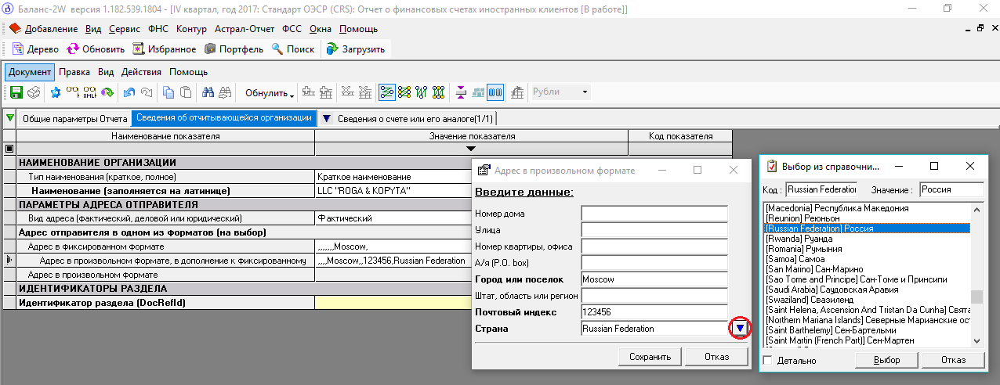 Баланс-2W версия 1.182.539.1804 - [IV квартал, год 2017: Стандарт ОЭСР (CRS): Отчет о финансовых счетах иностранных клиентов [В работе]]
Добавление Вид Сервис ФНС Контур Астрал-Отчет ФСС Окна Помощь
Дерево Обновить Избранное Портфель Поиск Загрузить
Документ Правка Вид Действия Помощь
XML Обнулить Рубли
Общие параметры Отчета Сведения об отчитывающейся организации Сведения о счете или его аналоге(1/1)
Наименование показателя Значение показателя Код показателя
НАИМЕНОВАНИЕ ОРГАНИЗАЦИИ
Тип наименования (краткое, полное) Краткое наименование
Наименование (заполняется на латинице) LLC "ROGA & KOPYTA"
ПАРАМЕТРЫ АДРЕСА ОТПРАВИТЕЛЯ
Вид адреса (фактический, деловой или юридический) Фактический
Адрес отправителя в одном из форматов (на выбор)
Адрес в фиксированном формате ,,,,,,,Moscow,
Адрес в произвольном формате, в дополнение к фиксированному ,,,,Moscow,,123456,Russian Federation
Адрес в произвольном формате
ИДЕНТИФИКАТОРЫ РАЗДЕЛА
Идентификатор раздела (DocRefId)
Адрес в произвольном формате
Введите данные:
Номер дома
Улица
Номер квартиры, офиса
А/я (P.O. box)
Город или поселок Moscow
Штат, область или регион
Почтовый индекс 123456
Страна Russian Federation
Сохранить Отказ
Выбор из справочни...
Код : Russian Federation Значение : Россия
[Macedonia] Республика Македония
[Reunion] Реюньон
[Russian Federation] Россия
[Rwanda] Руанда
[Romania] Румыния
[Samoa] Самоа
[San Marino] Сан-Марино
[Sao Tome and Principe] Сан-Томе и Принсипи
[Saudi Arabia] Саудовская Аравия
[Swaziland] Свазиленд
[Saint Helena, Ascension And Tristan Da Cunha] Свята
[Northern Mariana Islands] Северные Марианские ост
[Saint Barthelemy] Сен-Бартельми
[Saint Martin (French Part)] Сен-Мартен
Детально Выбор Отказ